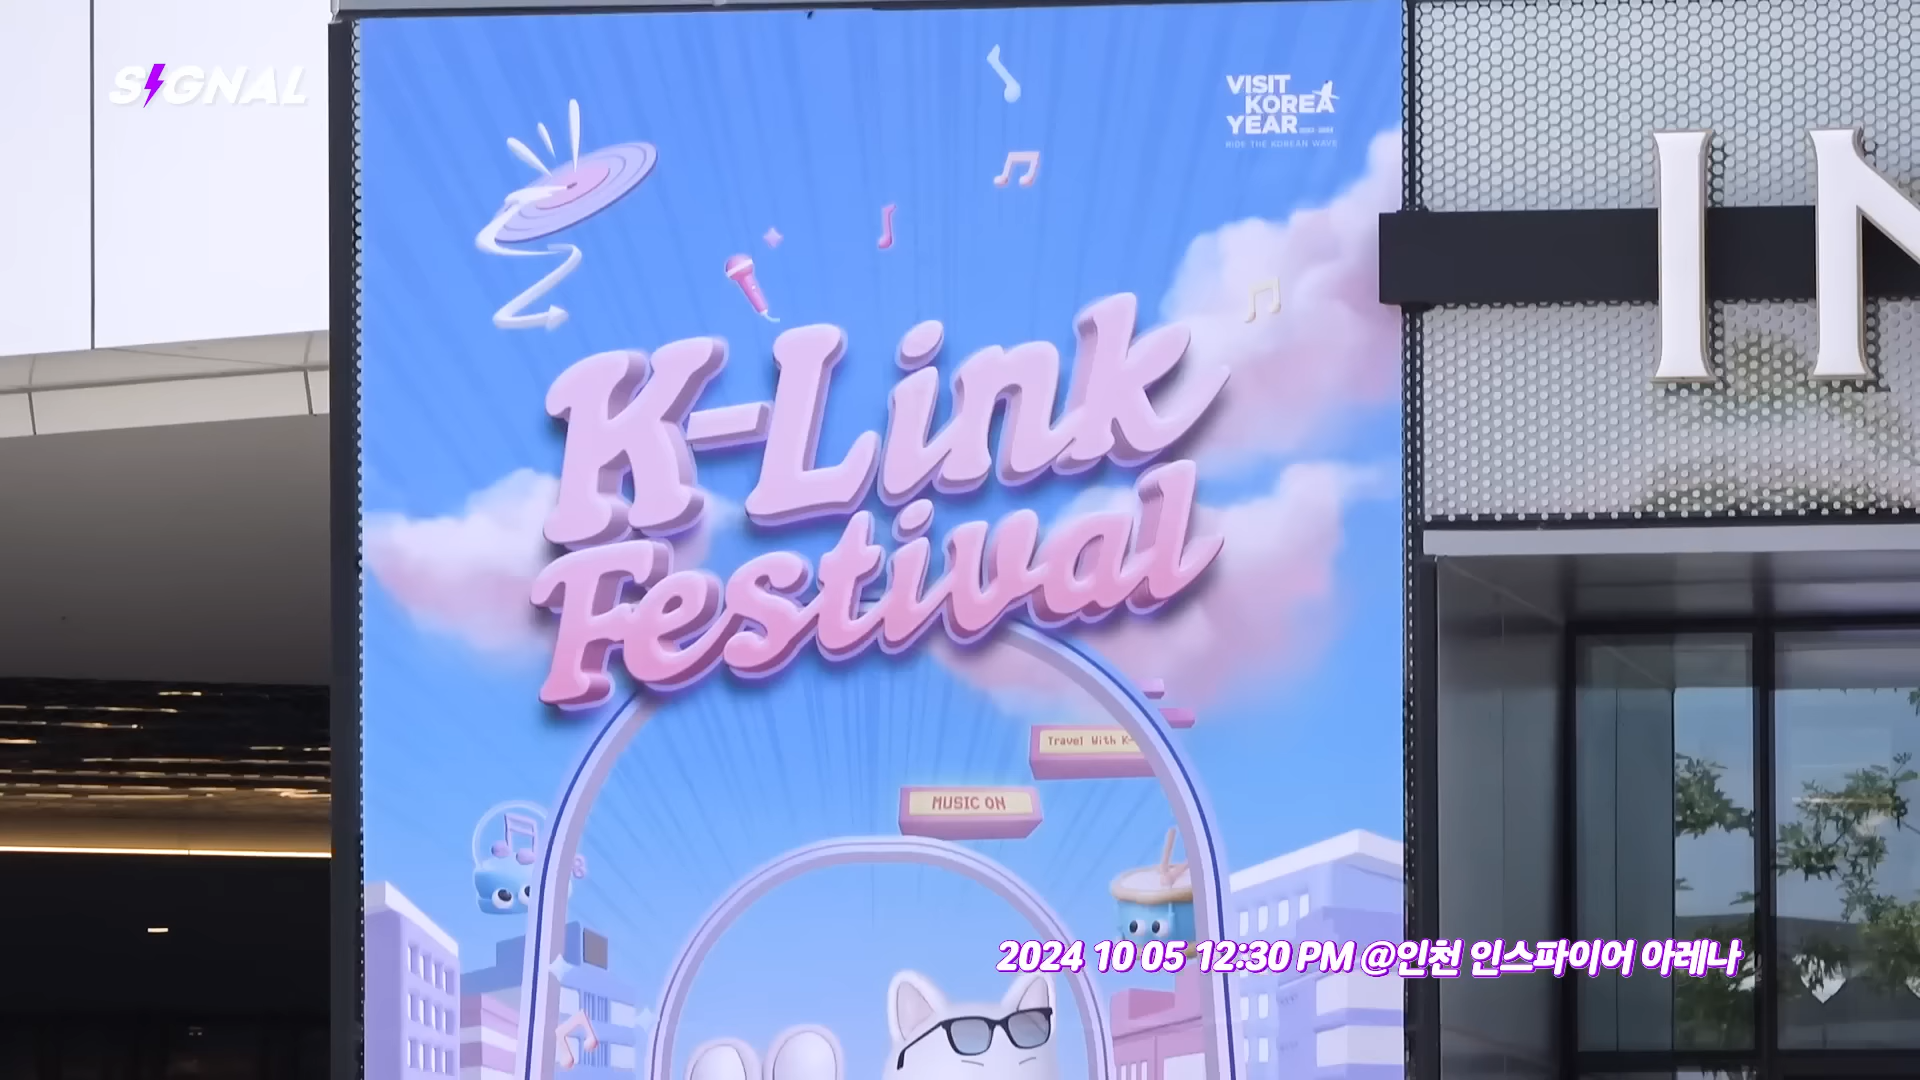 SIGNAL
VISIT
KOREA
YEAR
RIDE THE KOREAN WAVE
K-Link
Festival
Travel With K-
MUSIC ON
IN
2024 10 05 12:30 PM @인천 인스파이어 아레나